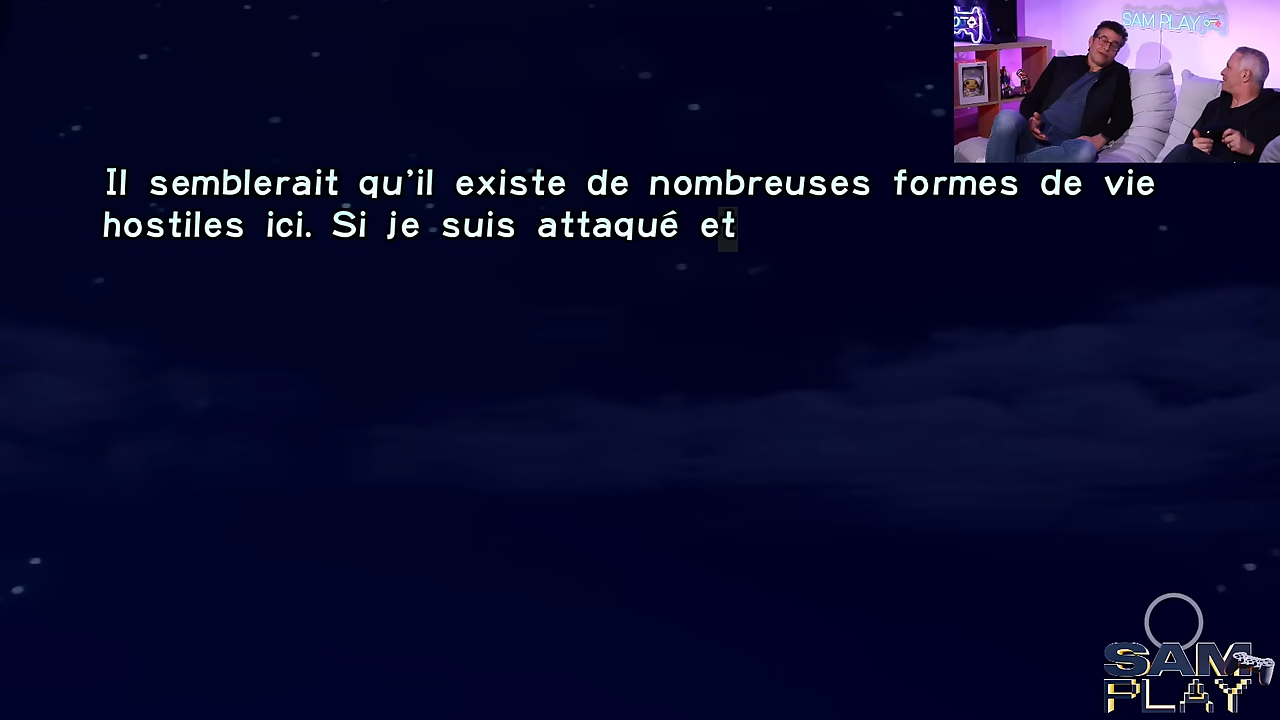 SAM PLAY
Il semblerait qu'il existe de nombreuses formes de vie
hostiles ici. Si je suis attaqué et
SAM
PLAY